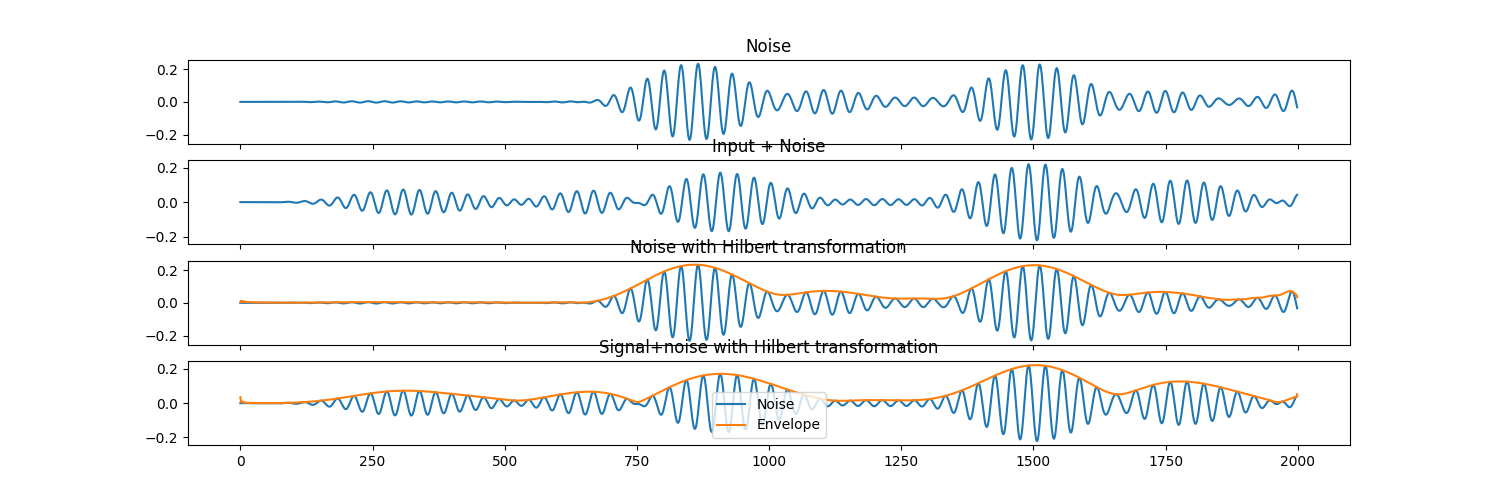 Noise
0.2
0.0
−0.2
Input + Noise
0.2
0.0
−0.2
Noise with Hilbert transformation
0.2
0.0
−0.2
Signal+noise with Hilbert transformation
0.2
0.0
−0.2
Noise
Envelope
0 250 500 750 1000 1250 1500 1750 2000